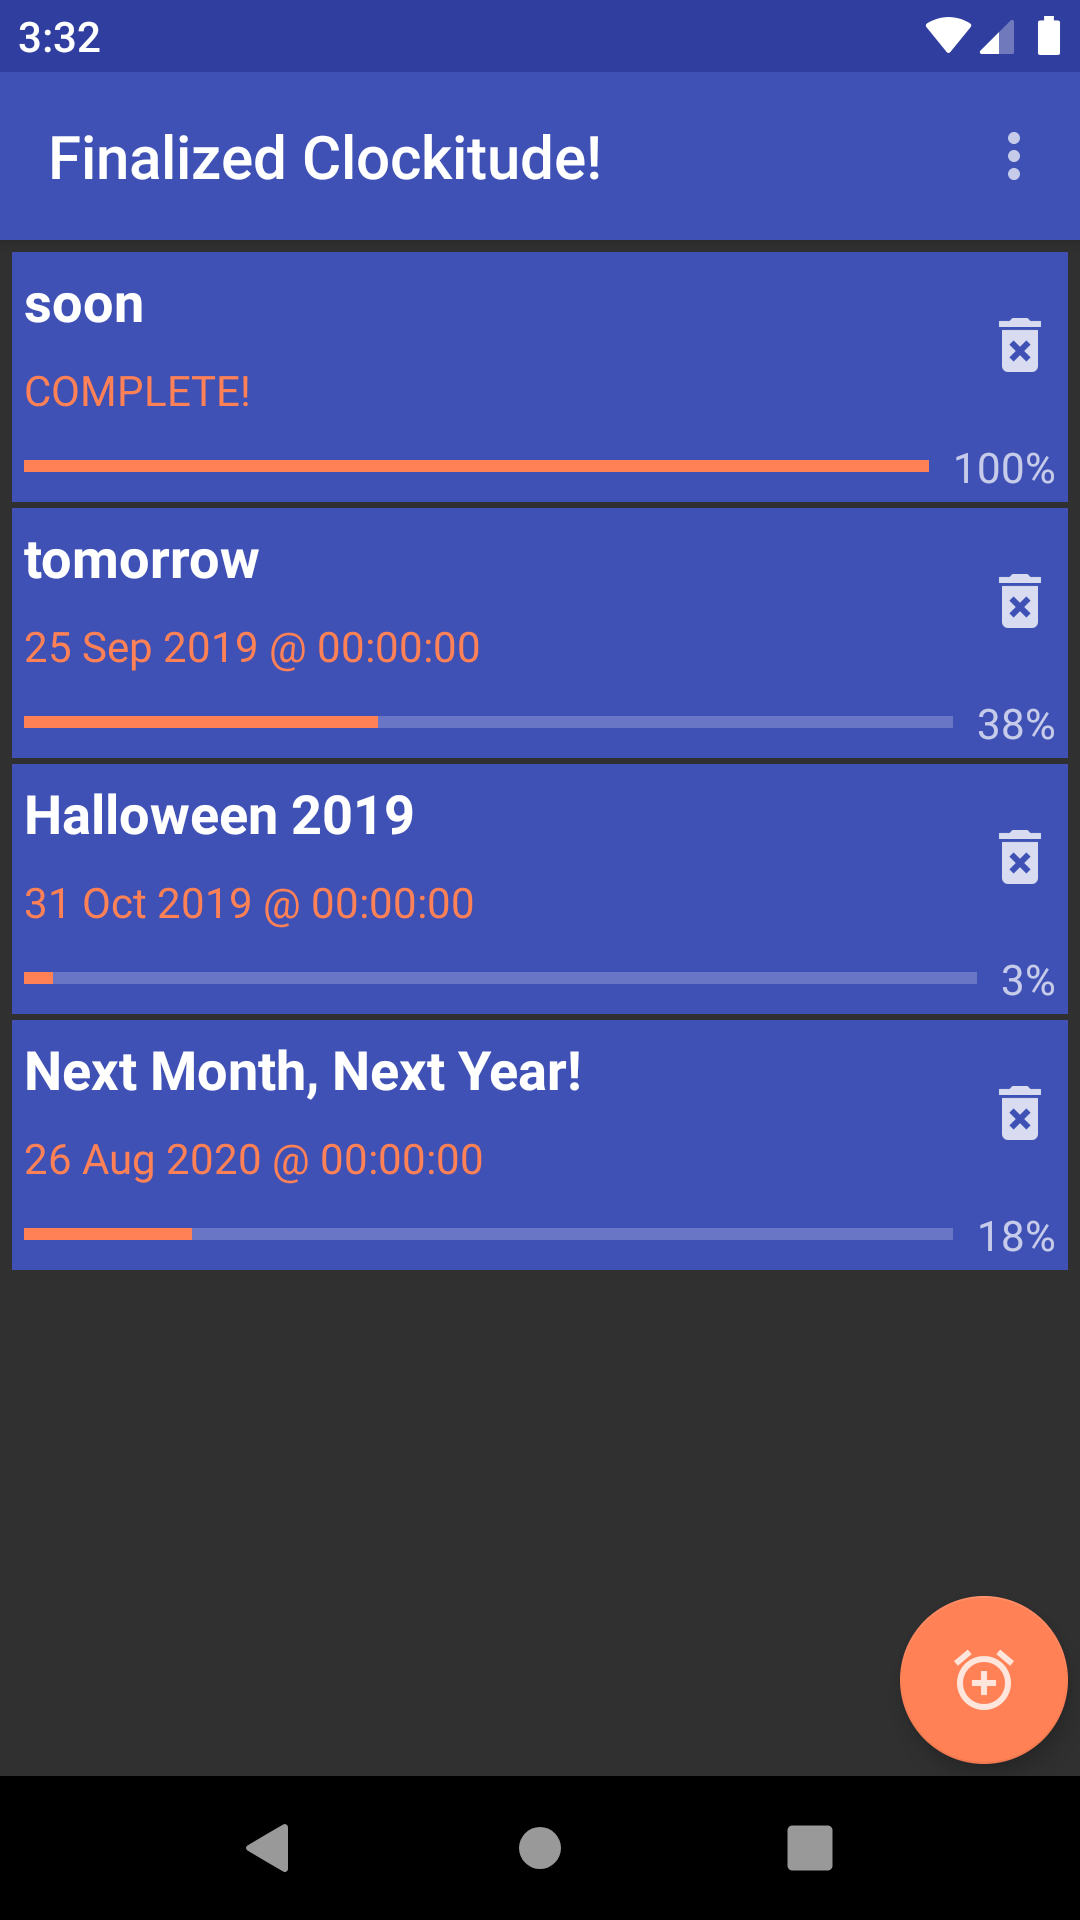 3:32
Finalized Clockitude!
soon
COMPLETE!
100%
tomorrow
25 Sep 2019 @ 00:00:00
38%
Halloween 2019
31 Oct 2019 @ 00:00:00
3%
Next Month, Next Year!
26 Aug 2020 @ 00:00:00
18%